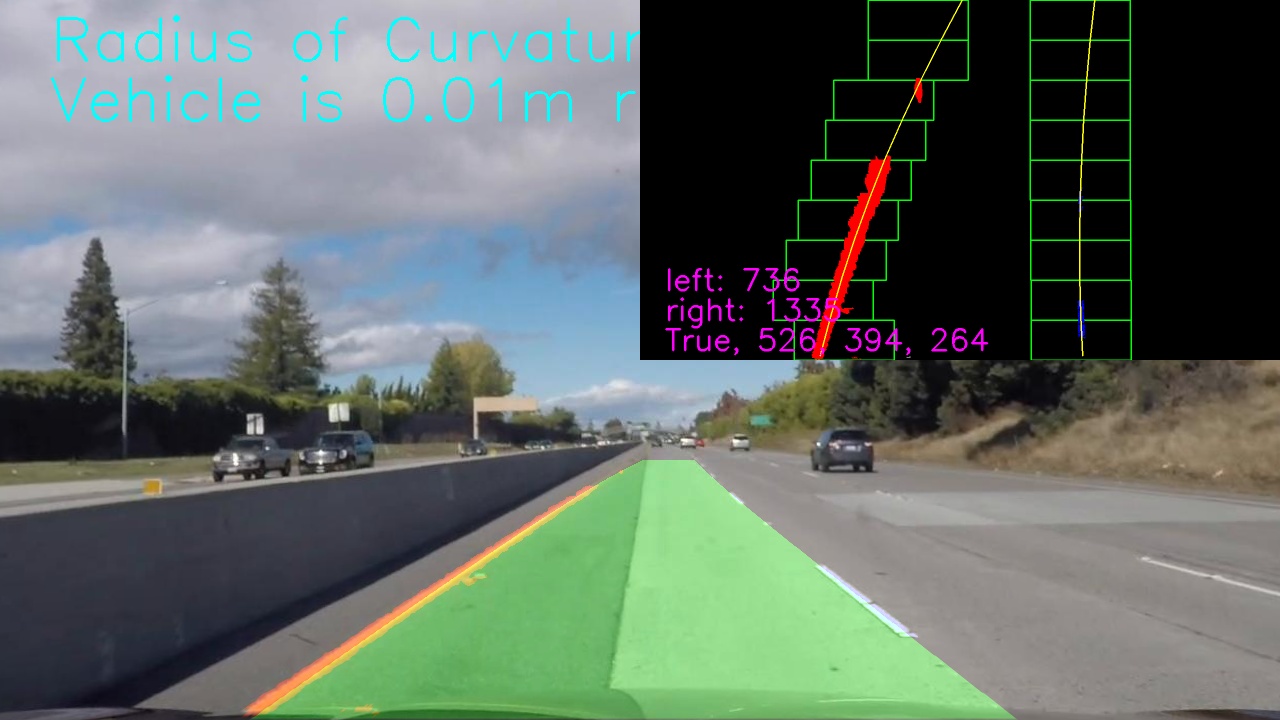 Radius of Curvatur
Vehicle is 0.01m r
left: 736
right: 1335
True, 526, 394, 264